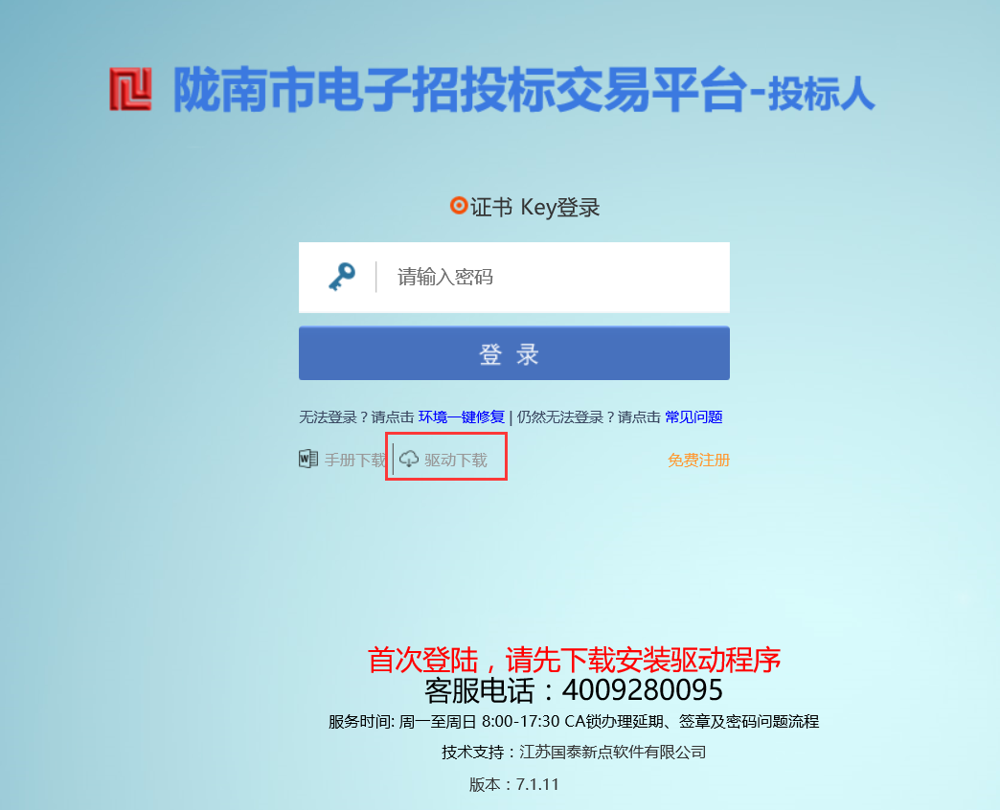 陇南市电子招投标交易平台-投标人
证书 Key登录
请输入密码
登 录
无法登录？请点击 环境一键修复 | 仍然无法登录？请点击 常见问题
手册下载 驱动下载 免费注册
首次登陆，请先下载安装驱动程序
客服电话：4009280095
服务时间: 周一至周日 8:00-17:30 CA锁办理延期、签章及密码问题流程
技术支持：江苏国泰新点软件有限公司
版本：7.1.11